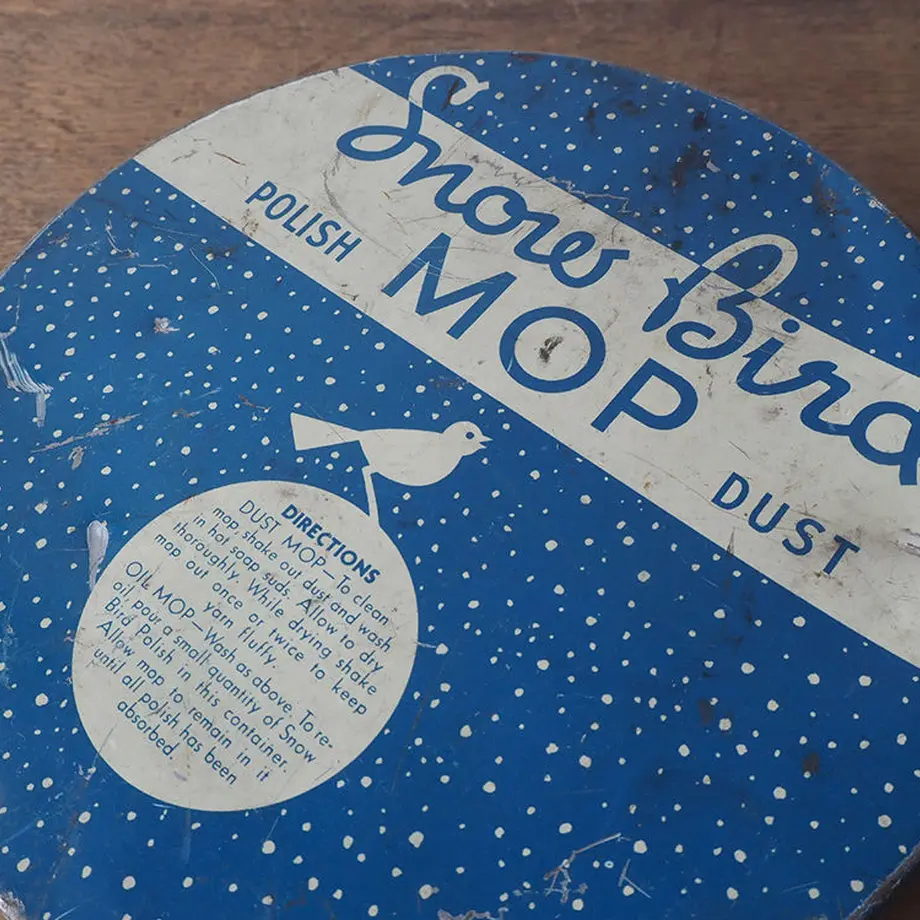 Snow Bird
POLISH MOP DUST
DIRECTIONS
DUST MOP—To clean
mop shake out dust and wash
in hot soap suds. Allow to dry
thoroughly. While drying shake
mop out once or twice to keep
yarn fluffy.
OIL MOP—Wash as above. To re-
oil pour a small quantity of Snow
Bird Polish in this container.
Allow mop to remain in it
until all polish has been
absorbed